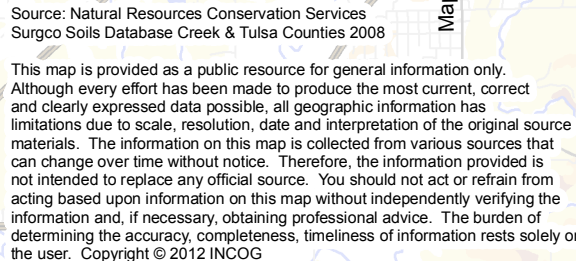 Source: Natural Resources Conservation Services
Surgco Soils Database Creek & Tulsa Counties 2008
Map
This map is provided as a public resource for general information only.
Although every effort has been made to produce the most current, correct
and clearly expressed data possible, all geographic information has
limitations due to scale, resolution, date and interpretation of the original source
materials.  The information on this map is collected from various sources that
can change over time without notice.  Therefore, the information provided is
not intended to replace any official source.  You should not act or refrain from
acting based upon information on this map without independently verifying the
information and, if necessary, obtaining professional advice.  The burden of
determining the accuracy, completeness, timeliness of information rests solely on
the user.  Copyright © 2012 INCOG